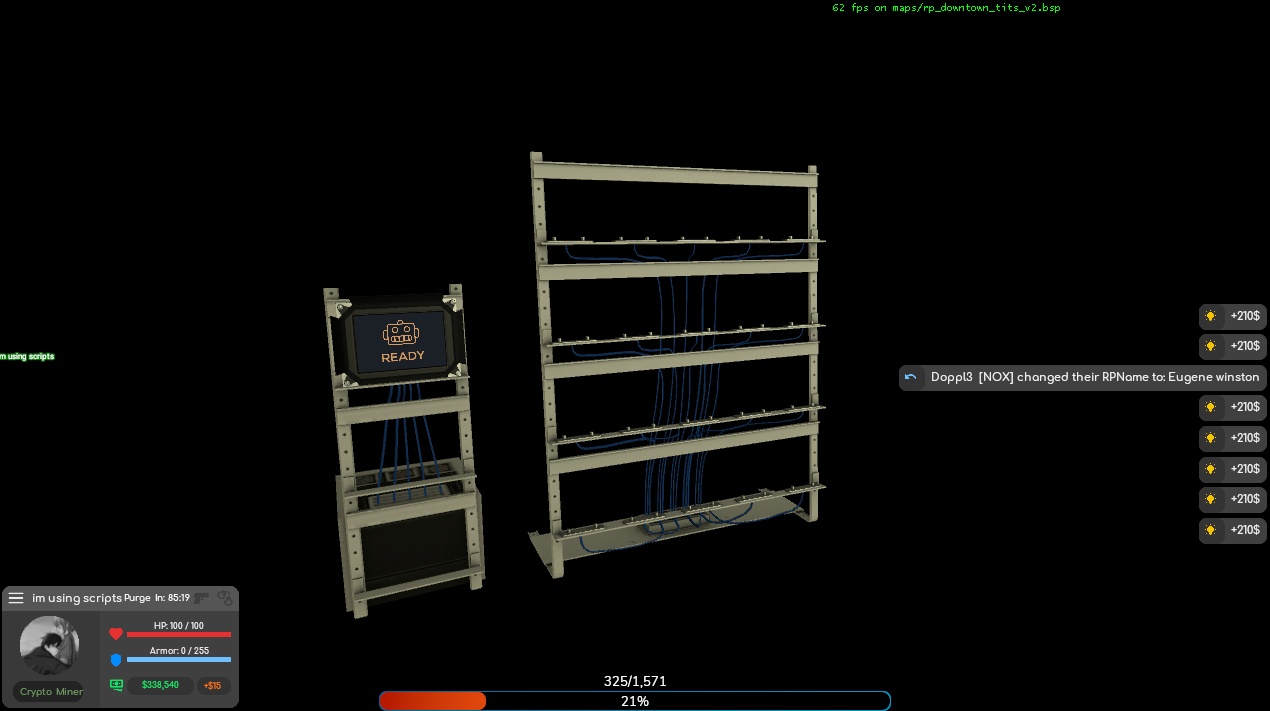 62 fps on maps/rp_downtown_tits_v2.bsp
READY
+210$
+210$
m using scripts
Doppl3 [NOX] changed their RPName to: Eugene winston
+210$
+210$
+210$
+210$
+210$
im using scripts Purge In: 85:19
HP: 100 / 100
Armor: 0 / 255
Crypto Miner
$338,540
+$15
325/1,571
21%